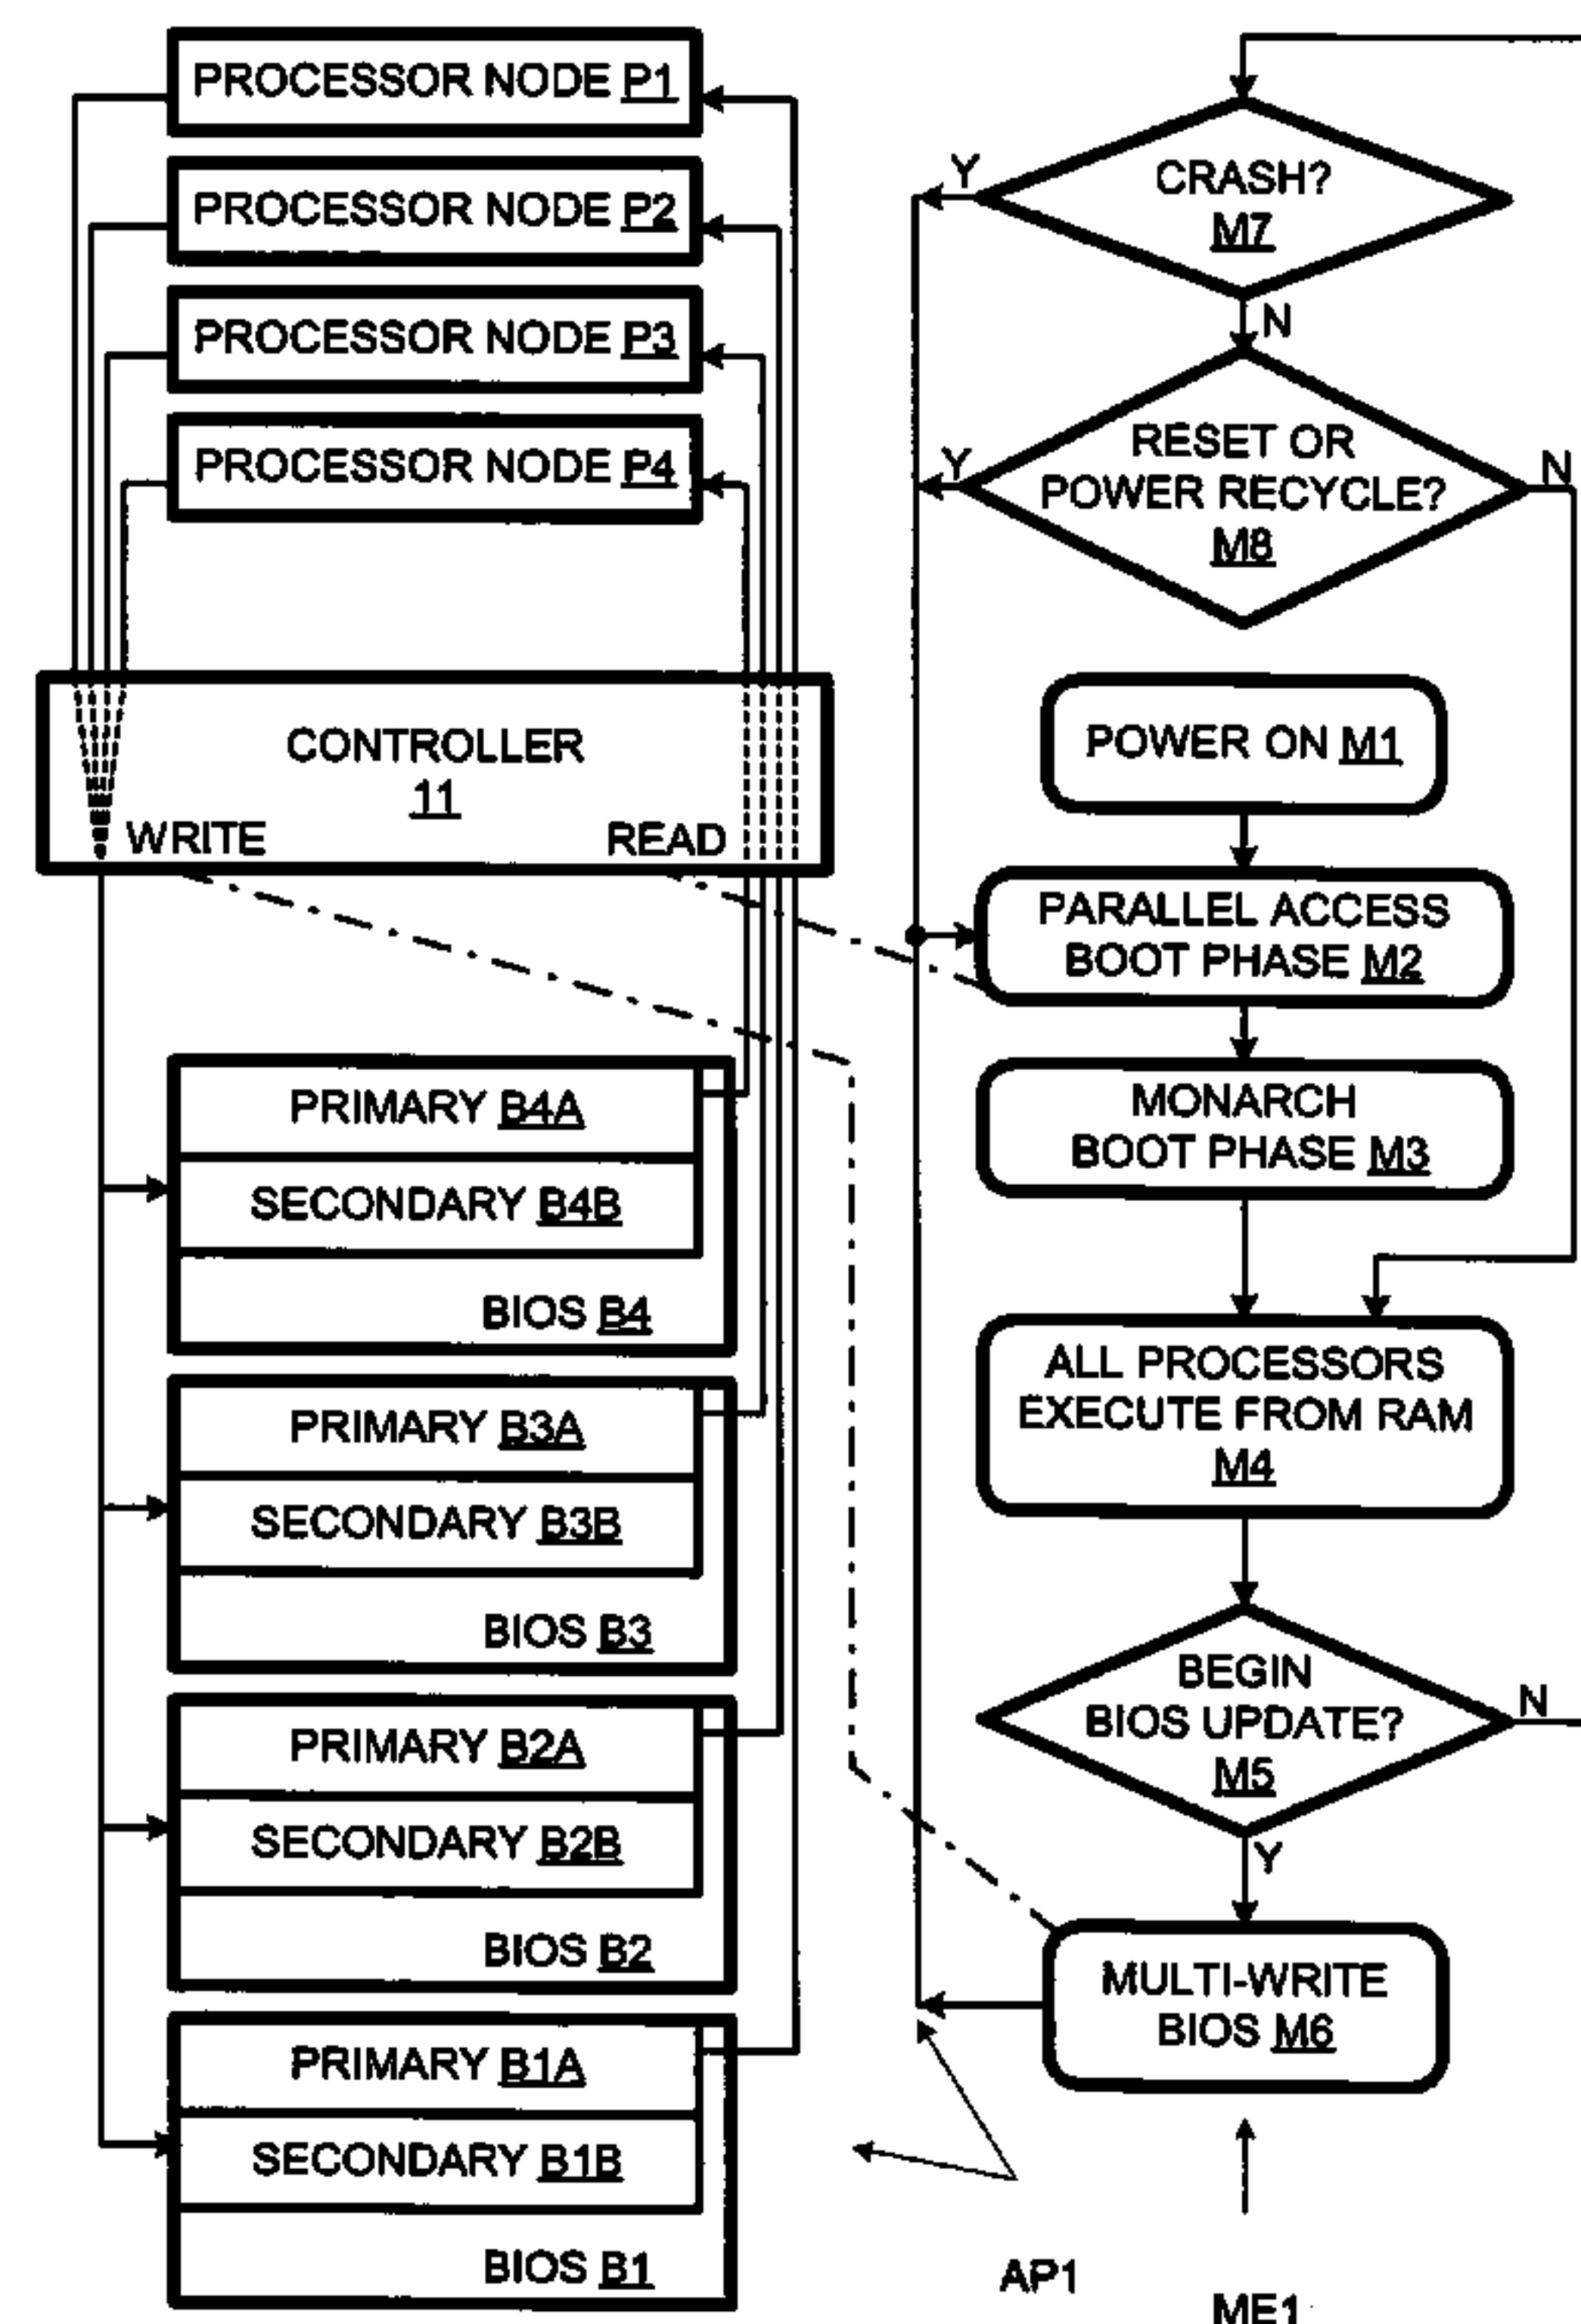 PROCESSOR NODE P1
PROCESSOR NODE P2
PROCESSOR NODE P3
PROCESSOR NODE P4
CONTROLLER
11
WRITE
READ
PRIMARY B4A
SECONDARY B4B
BIOS B4
PRIMARY B3A
SECONDARY B3B
BIOS B3
PRIMARY B2A
SECONDARY B2B
BIOS B2
PRIMARY B1A
SECONDARY B1B
BIOS B1
CRASH?
M7
Y
N
RESET OR
POWER RECYCLE?
M8
Y
N
POWER ON M1
PARALLEL ACCESS
BOOT PHASE M2
MONARCH
BOOT PHASE M3
ALL PROCESSORS
EXECUTE FROM RAM
M4
BEGIN
BIOS UPDATE?
M5
N
Y
MULTI-WRITE
BIOS M6
AP1
ME1